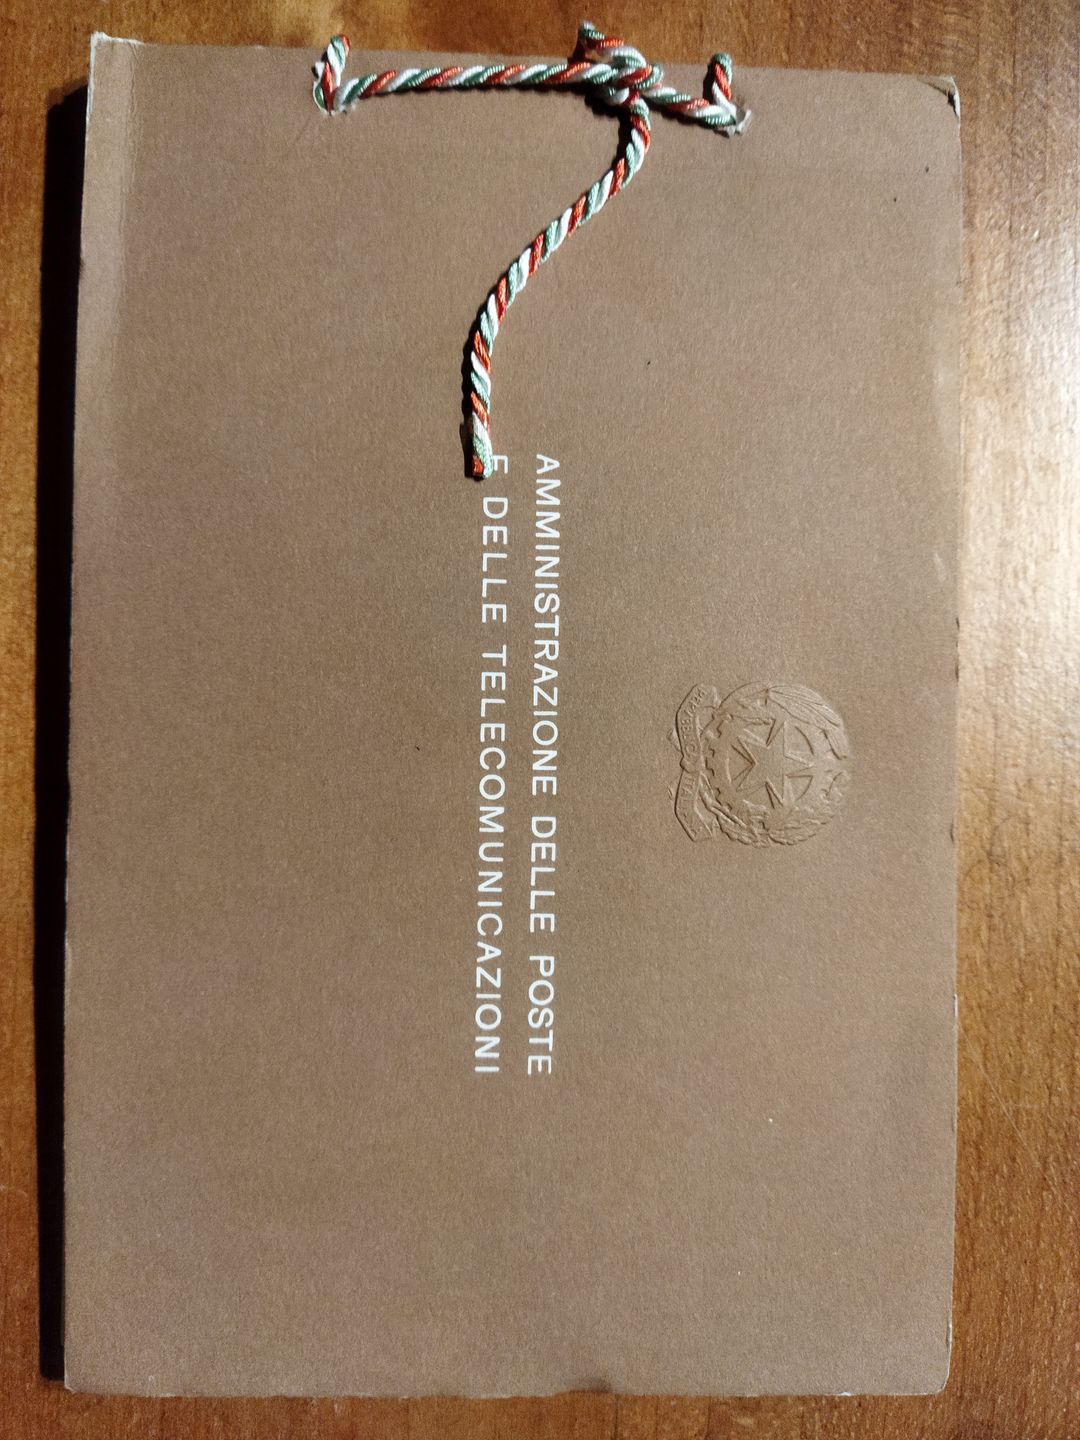 AMMINISTRAZIONE DELLE POSTE
E DELLE TELECOMUNICAZIONI